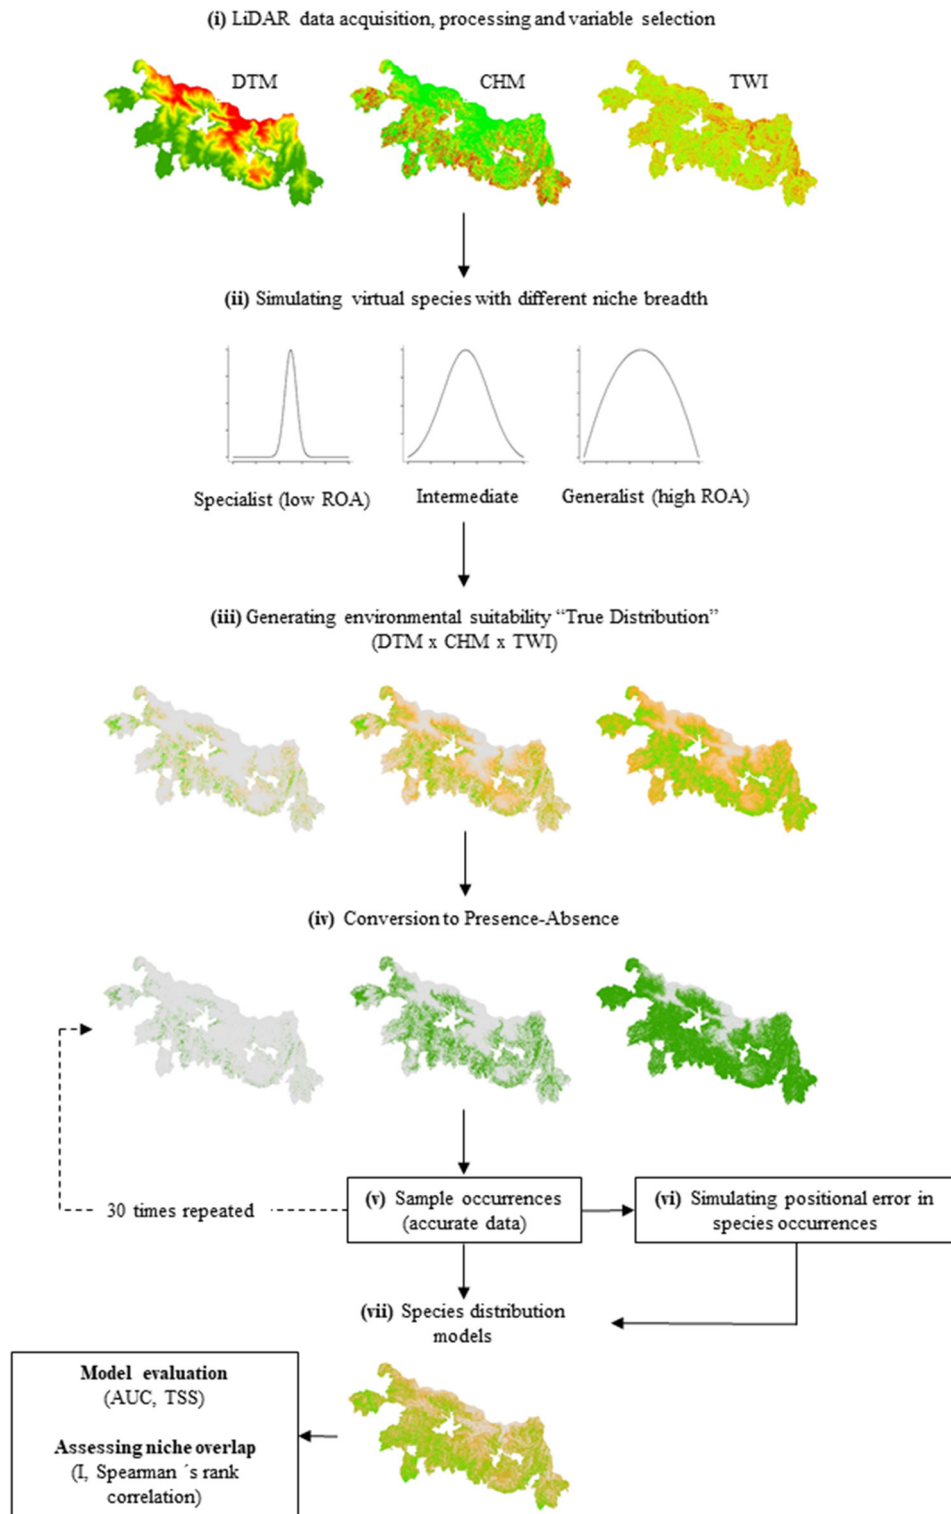 (i) LiDAR data acquisition, processing and variable selection
DTM
CHM
TWI
(ii) Simulating virtual species with different niche breadth
Specialist (low ROA)
Intermediate
Generalist (high ROA)
(iii) Generating environmental suitability “True Distribution”
(DTM x CHM x TWI)
(iv) Conversion to Presence-Absence
30 times repeated
(v) Sample occurrences
(accurate data)
(vi) Simulating positional error in
species occurrences
(vii) Species distribution
models
Model evaluation
(AUC, TSS)
Assessing niche overlap
(I, Spearman ´s rank
correlation)